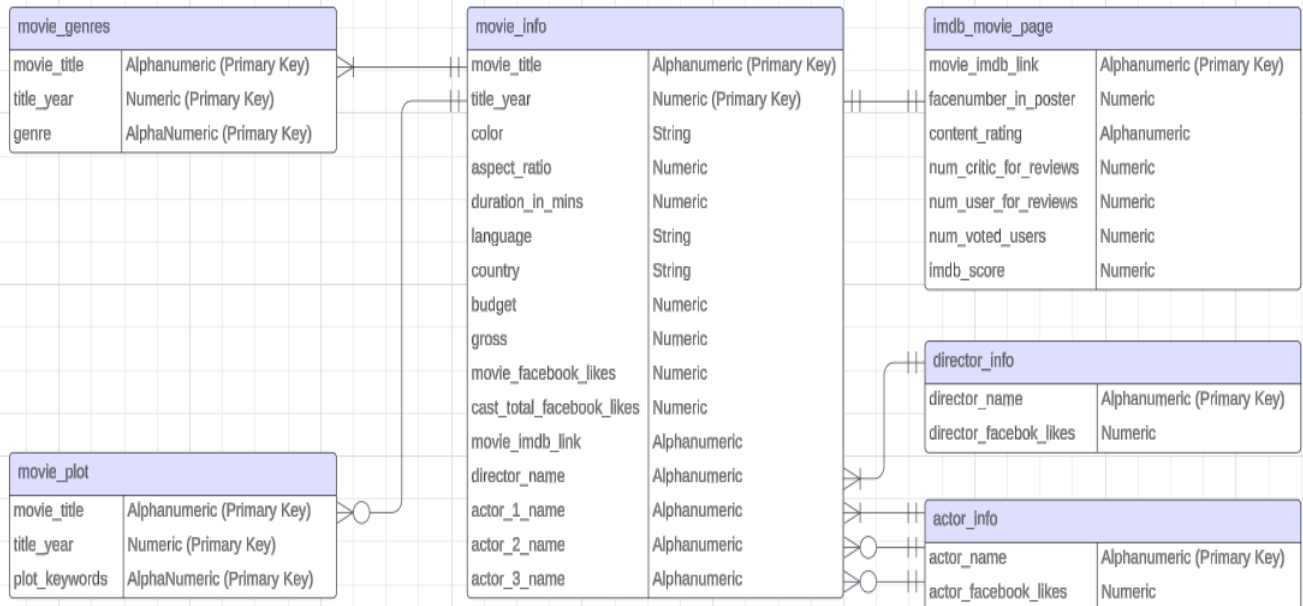 movie_genres
movie_title Alphanumeric (Primary Key)
title_year Numeric (Primary Key)
genre AlphaNumeric (Primary Key)
movie_info
movie_title Alphanumeric (Primary Key)
title_year Numeric (Primary Key)
color String
aspect_ratio Numeric
duration_in_mins Numeric
language String
country String
budget Numeric
gross Numeric
movie_facebook_likes Numeric
cast_total_facebook_likes Numeric
movie_imdb_link Alphanumeric
director_name Alphanumeric
actor_1_name Alphanumeric
actor_2_name Alphanumeric
actor_3_name Alphanumeric
imdb_movie_page
movie_imdb_link Alphanumeric (Primary Key)
facenumber_in_poster Numeric
content_rating Alphanumeric
num_critic_for_reviews Numeric
num_user_for_reviews Numeric
num_voted_users Numeric
imdb_score Numeric
director_info
director_name Alphanumeric (Primary Key)
director_facebok_likes Numeric
movie_plot
movie_title Alphanumeric (Primary Key)
title_year Numeric (Primary Key)
plot_keywords AlphaNumeric (Primary Key)
actor_info
actor_name Alphanumeric (Primary Key)
actor_facebook_likes Numeric